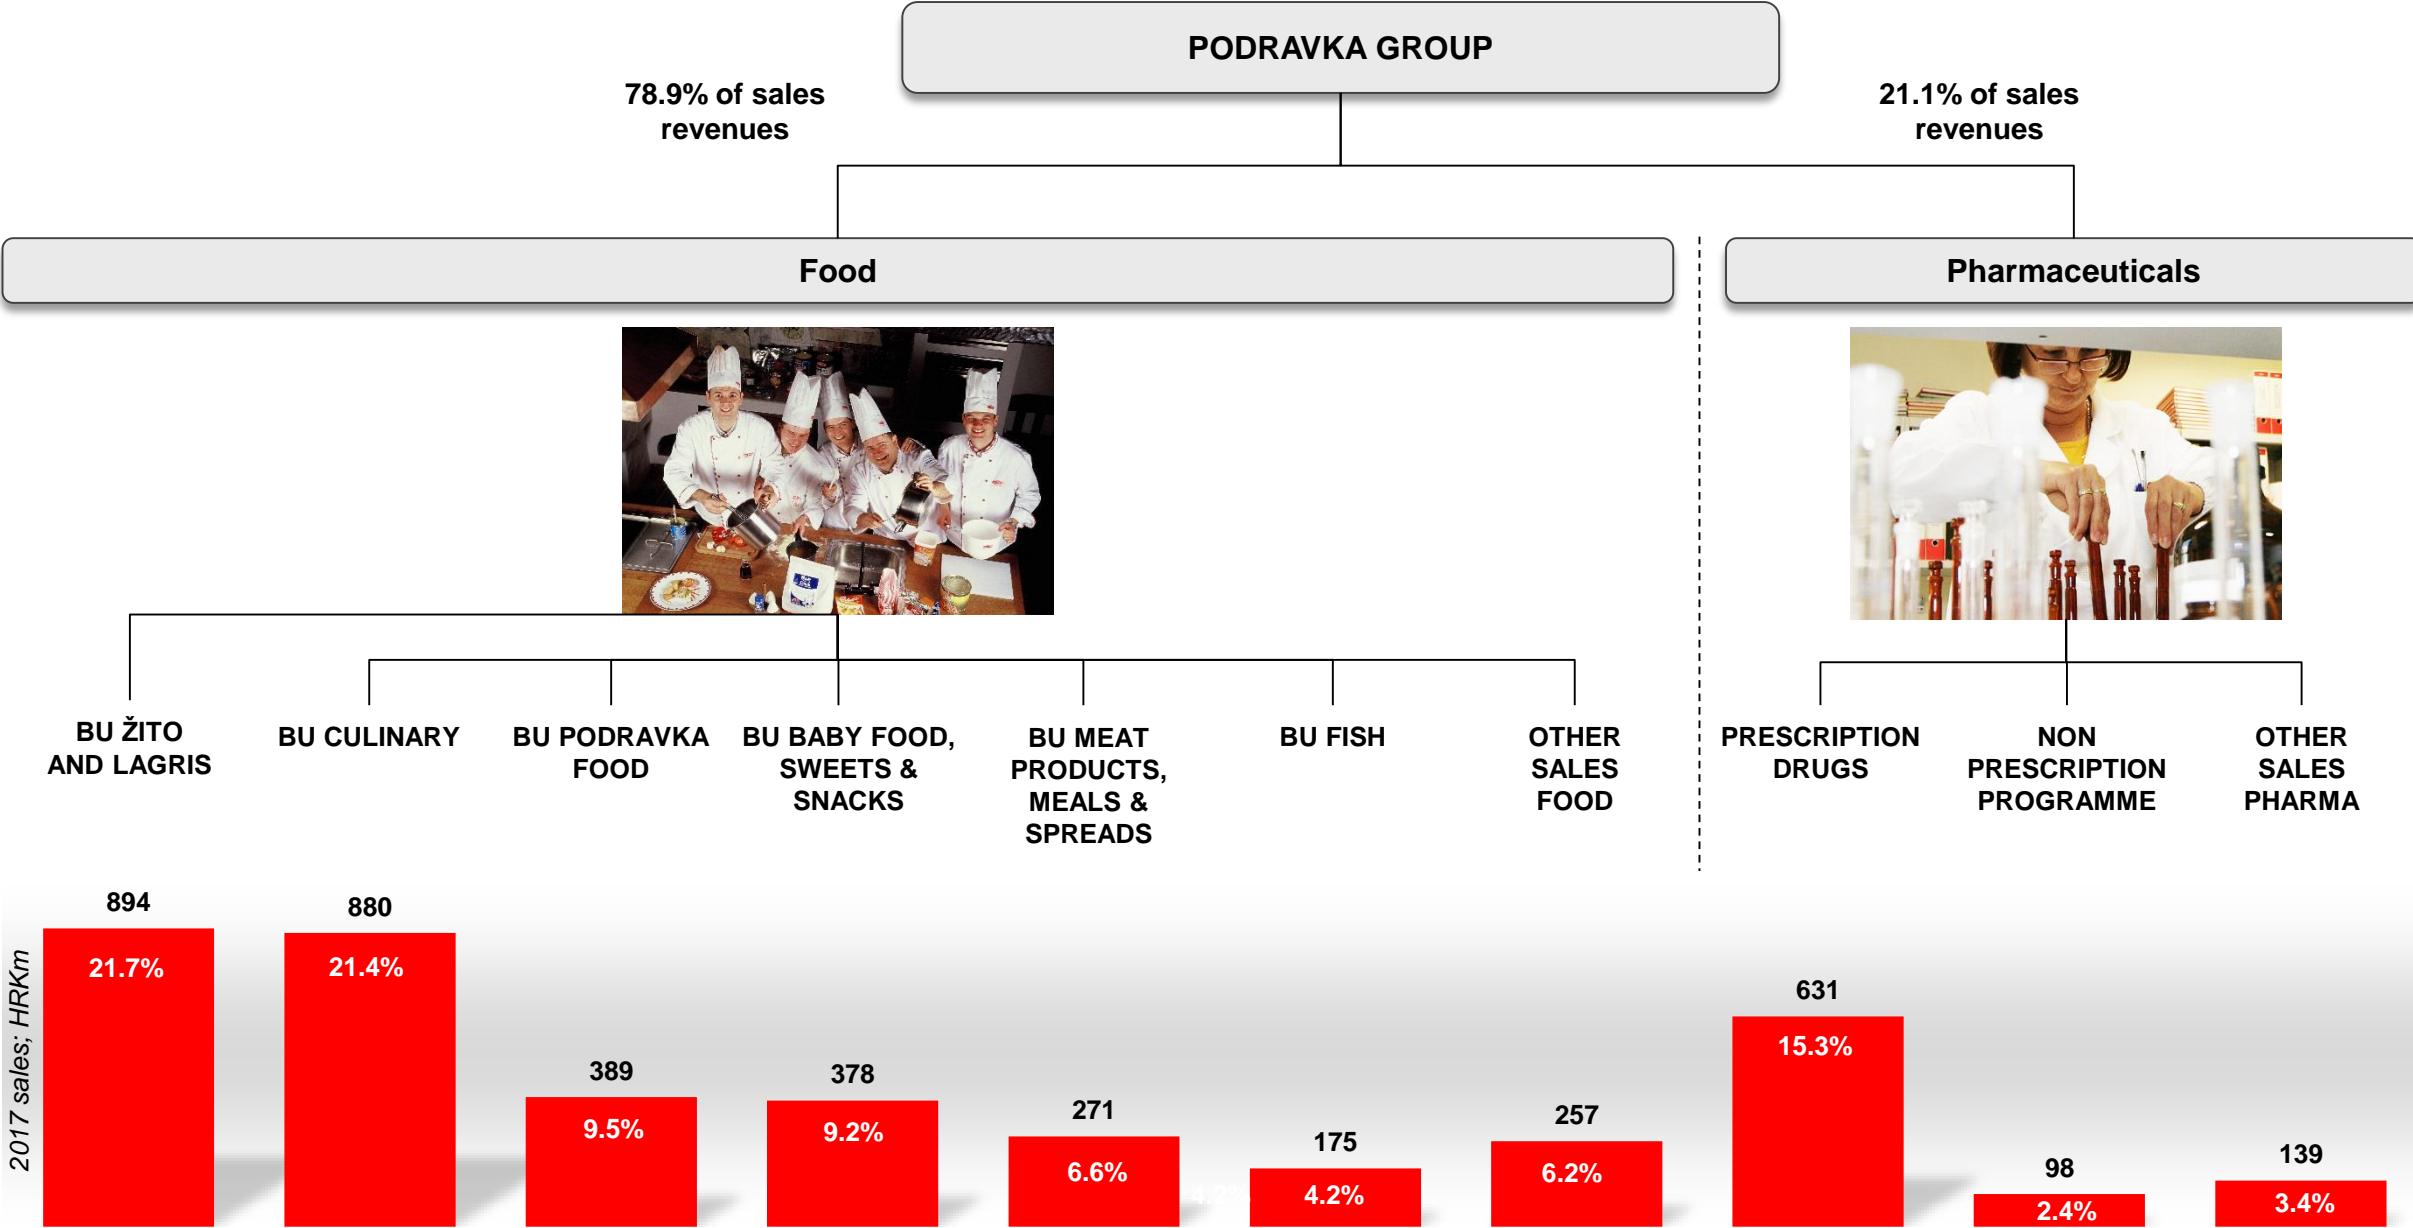 PODRAVKA GROUP
78.9% of sales
revenues
21.1% of sales
revenues
Food
Pharmaceuticals
BU ŽITO
AND LAGRIS
BU CULINARY
BU PODRAVKA
FOOD
BU BABY FOOD,
SWEETS &
SNACKS
BU MEAT
PRODUCTS,
MEALS &
SPREADS
BU FISH
OTHER
SALES
FOOD
PRESCRIPTION
DRUGS
NON
PRESCRIPTION
PROGRAMME
OTHER
SALES
PHARMA
2017 sales; HRKm
894
21.7%
880
21.4%
389
9.5%
378
9.2%
271
6.6%
4.2%
175
4.2%
257
6.2%
631
15.3%
98
2.4%
139
3.4%